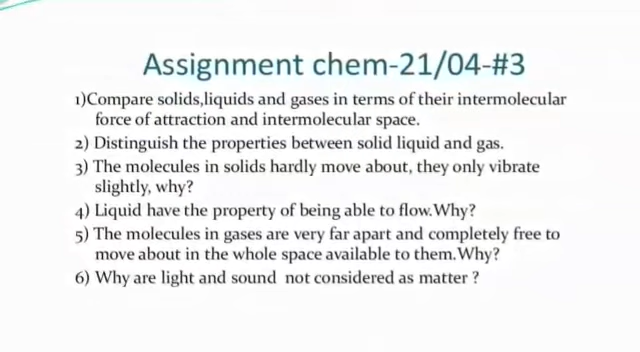 Assignment chem-21/04-#3
1)Compare solids,liquids and gases in terms of their intermolecular
force of attraction and intermolecular space.
2) Distinguish the properties between solid liquid and gas.
3) The molecules in solids hardly move about, they only vibrate
slightly, why?
4) Liquid have the property of being able to flow.Why?
5) The molecules in gases are very far apart and completely free to
move about in the whole space available to them.Why?
6) Why are light and sound  not considered as matter ?